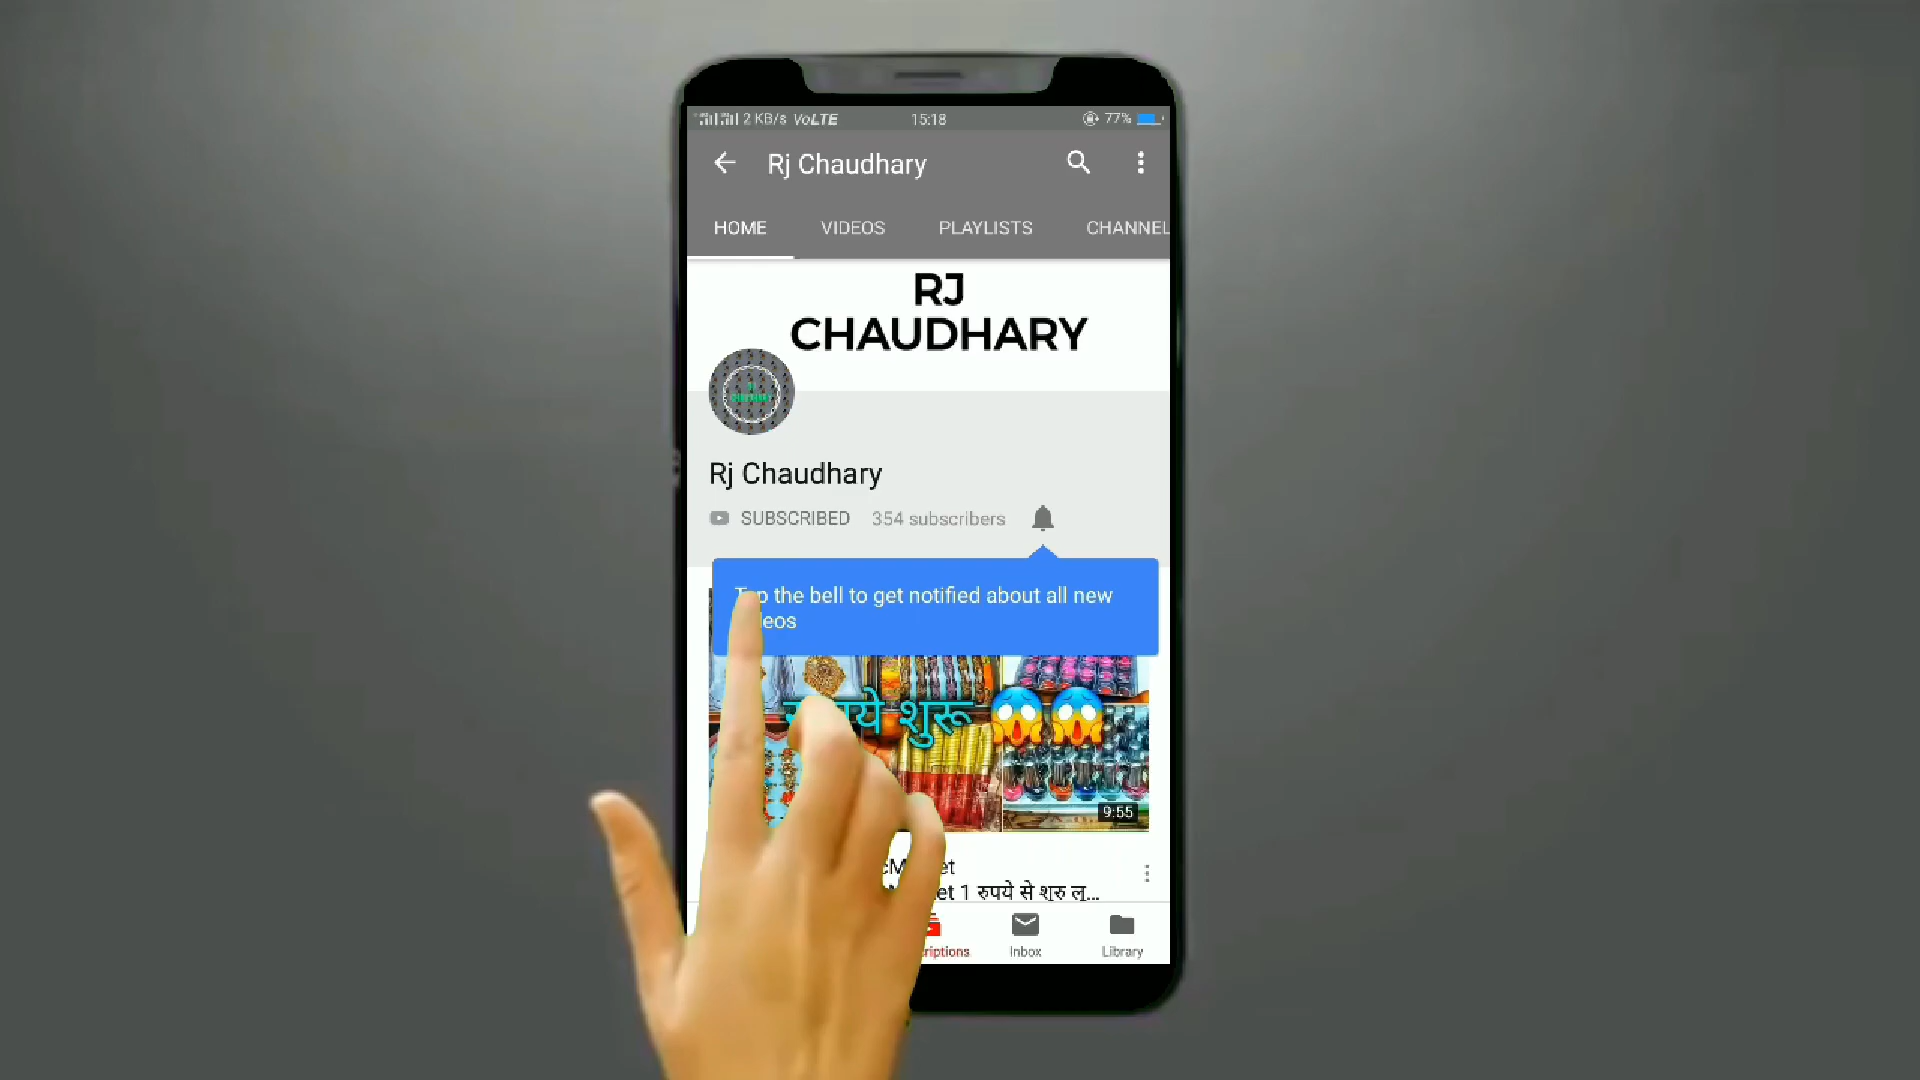 2 KB/s VoLTE 15:18 77%
Rj Chaudhary
HOME VIDEOS PLAYLISTS CHANNEL
RJ
CHAUDHARY
Rj Chaudhary
SUBSCRIBED 354 subscribers
the bell to get notified about all new
शुरू
9:55
1 रुपये से शुरु लू...
Inbox Library